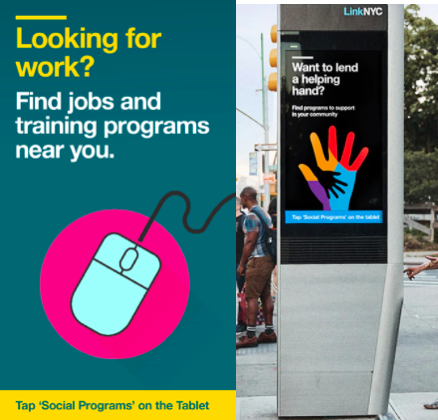 Looking for
work?
Find jobs and
training programs
near you.
Tap ‘Social Programs’ on the Tablet
LinkNYC
Want to lend
a helping
hand?
Find programs to support
in your community
Tap ‘Social Programs’ on the tablet